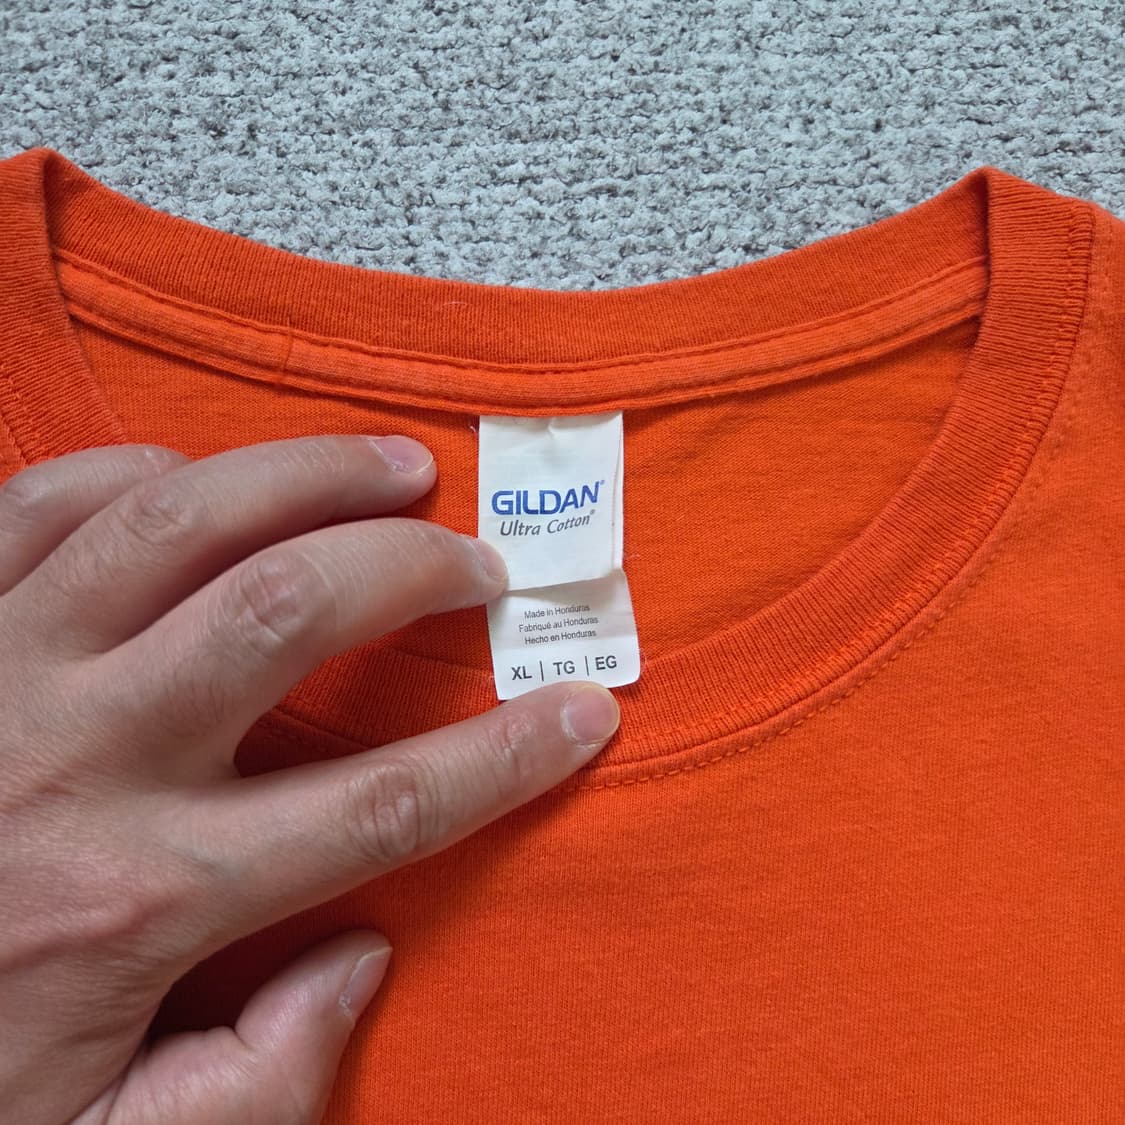 GILDAN®
Ultra Cotton®
Made in Honduras
Fabriqué au Honduras
Hecho en Honduras
XL | TG | EG